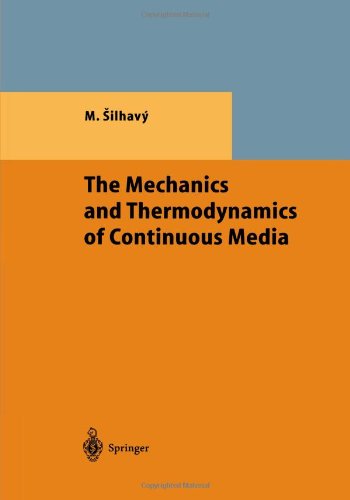 M. Šilhavý
The Mechanics
and Thermodynamics
of Continuous Media
Springer